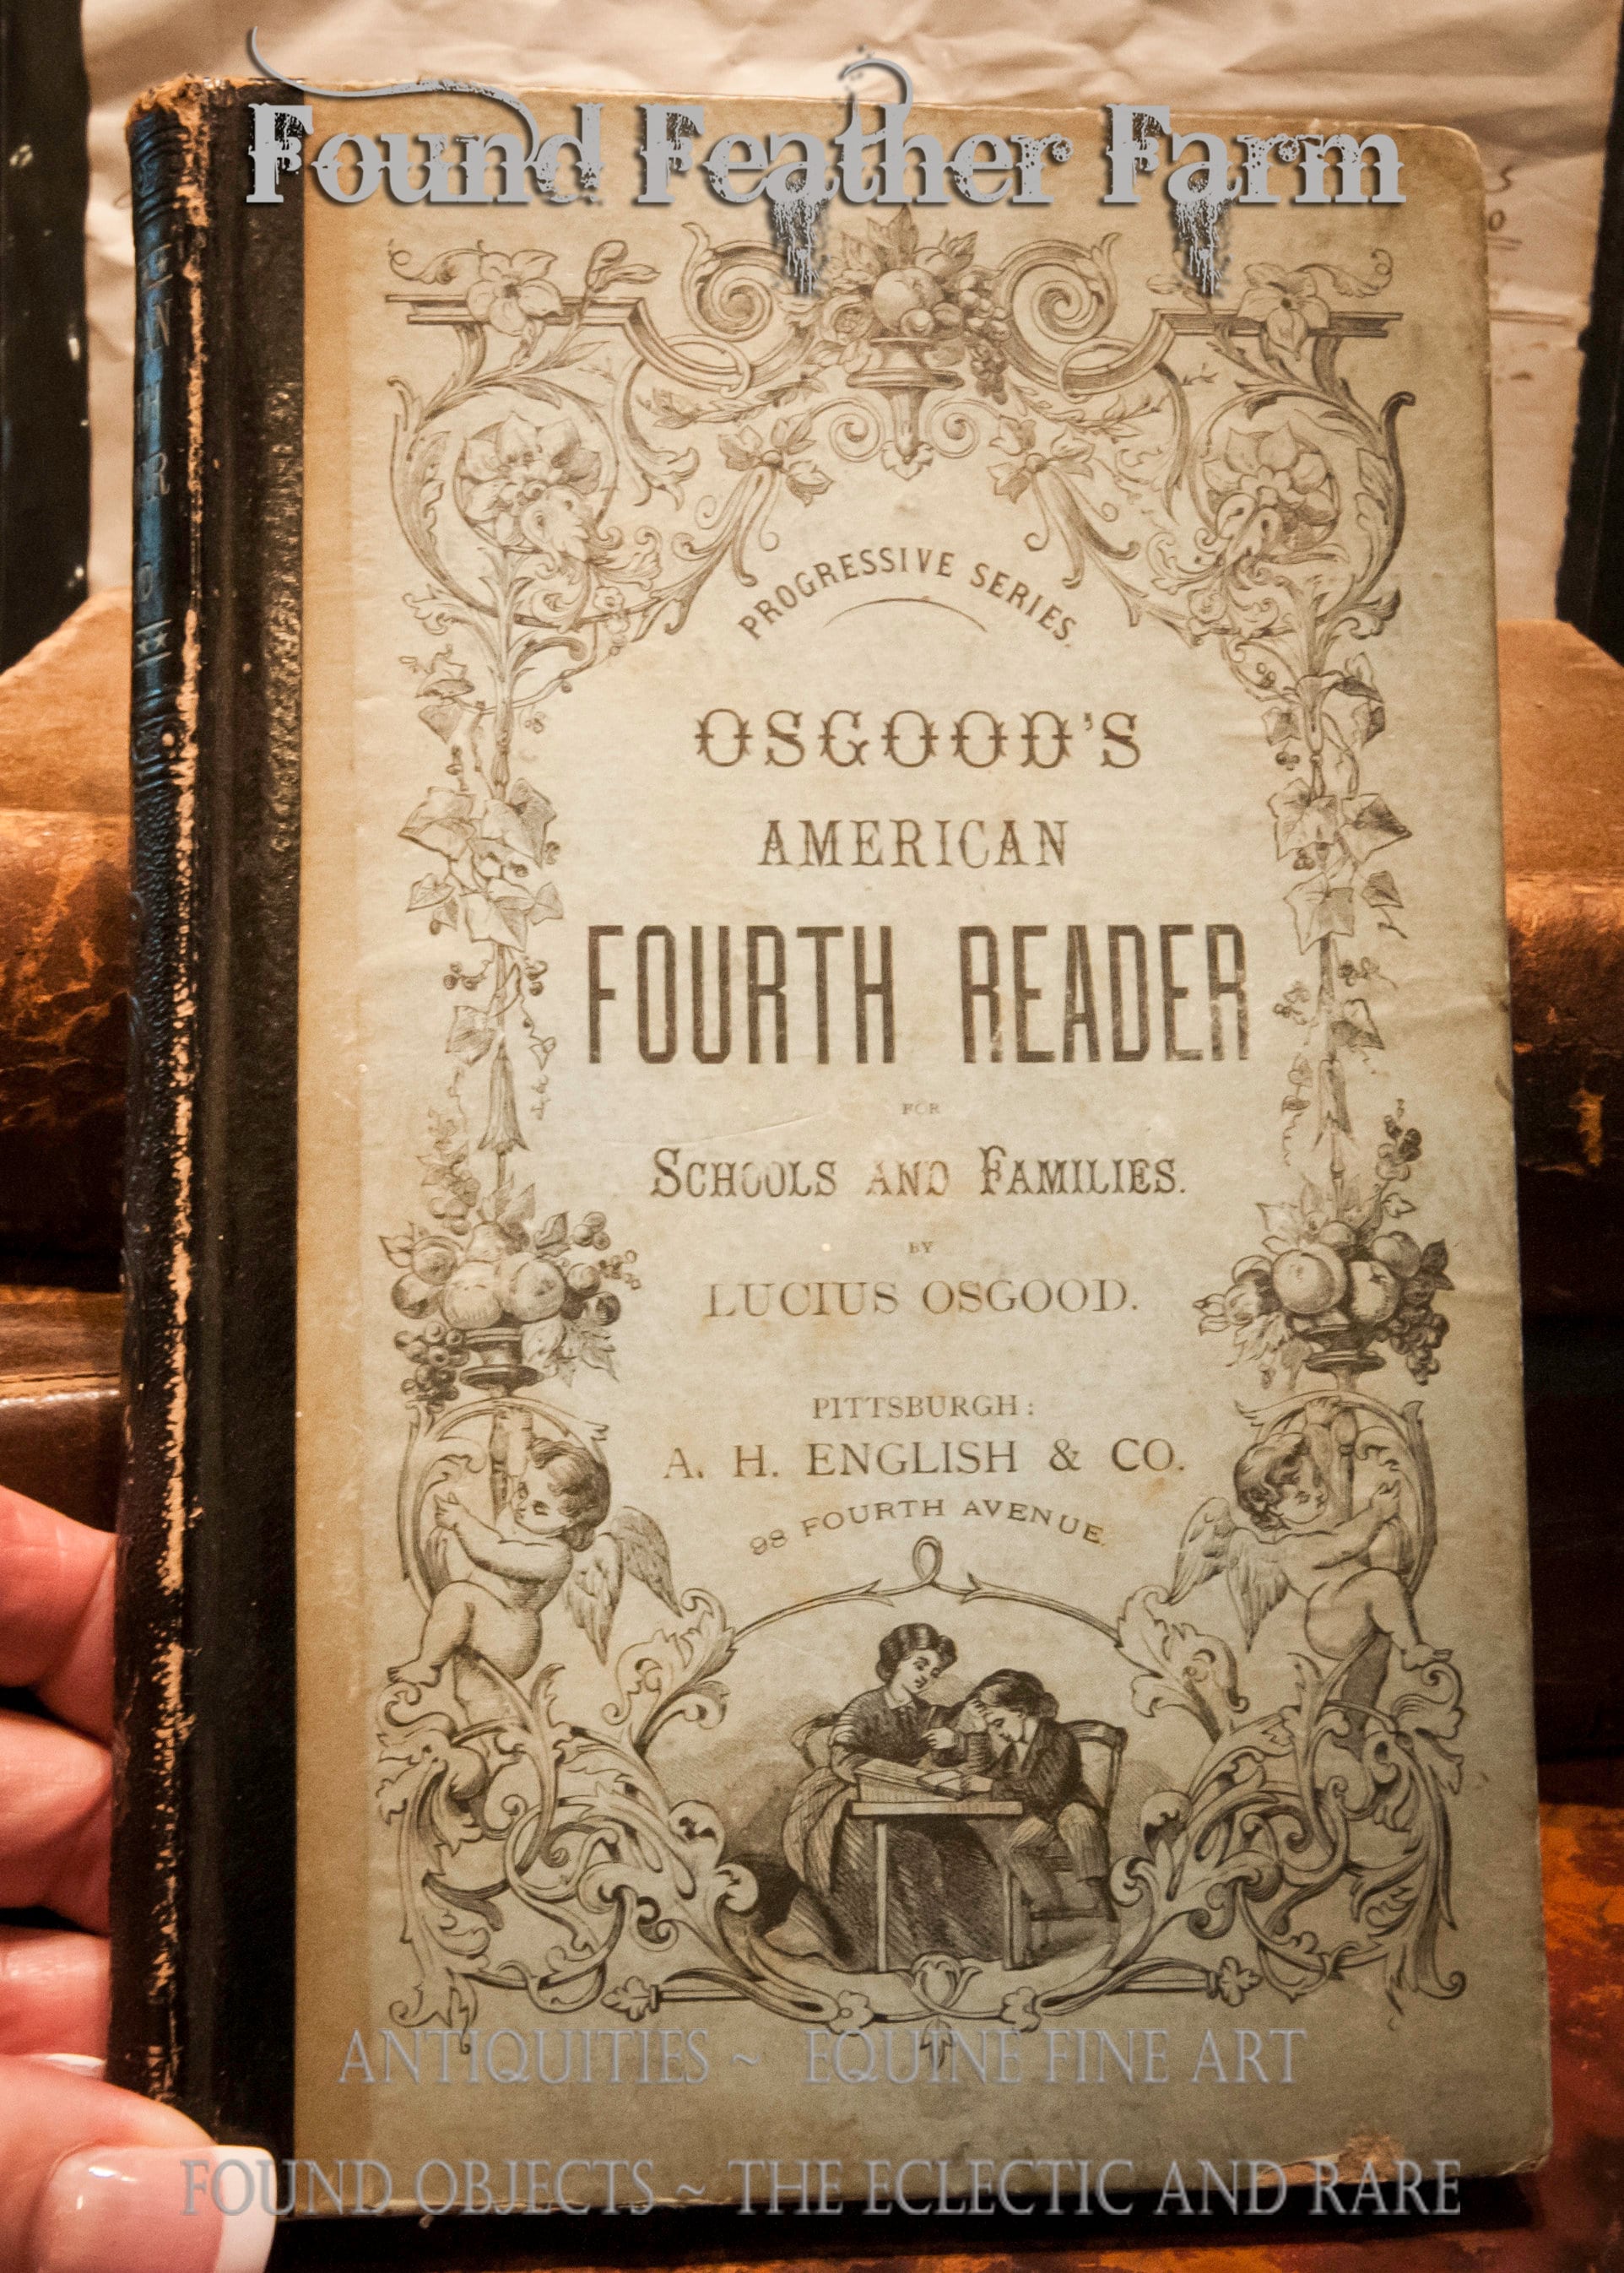 Found Feather Farm
PROGRESSIVE SERIES
OSGOOD'S
AMERICAN
FOURTH READER
FOR
SCHOOLS AND FAMILIES.
BY
LUCIUS OSGOOD.
PITTSBURGH:
A. H. ENGLISH & CO.
98 FOURTH AVENUE.
ANTIQUITIES ~ EQUINE FINE ART
FOUND OBJECTS ~ THE ECLECTIC AND RARE